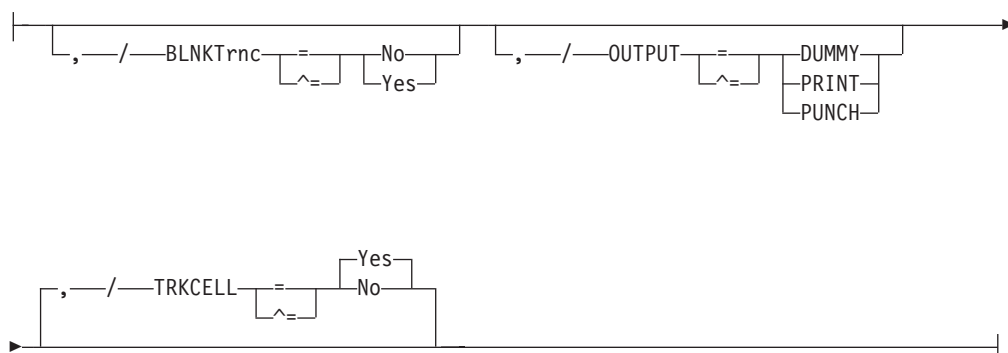 , / BLNKTrnc = No , / OUTPUT = DUMMY
^= Yes ^= PRINT
PUNCH
Yes
, / TRKCELL = No
^=